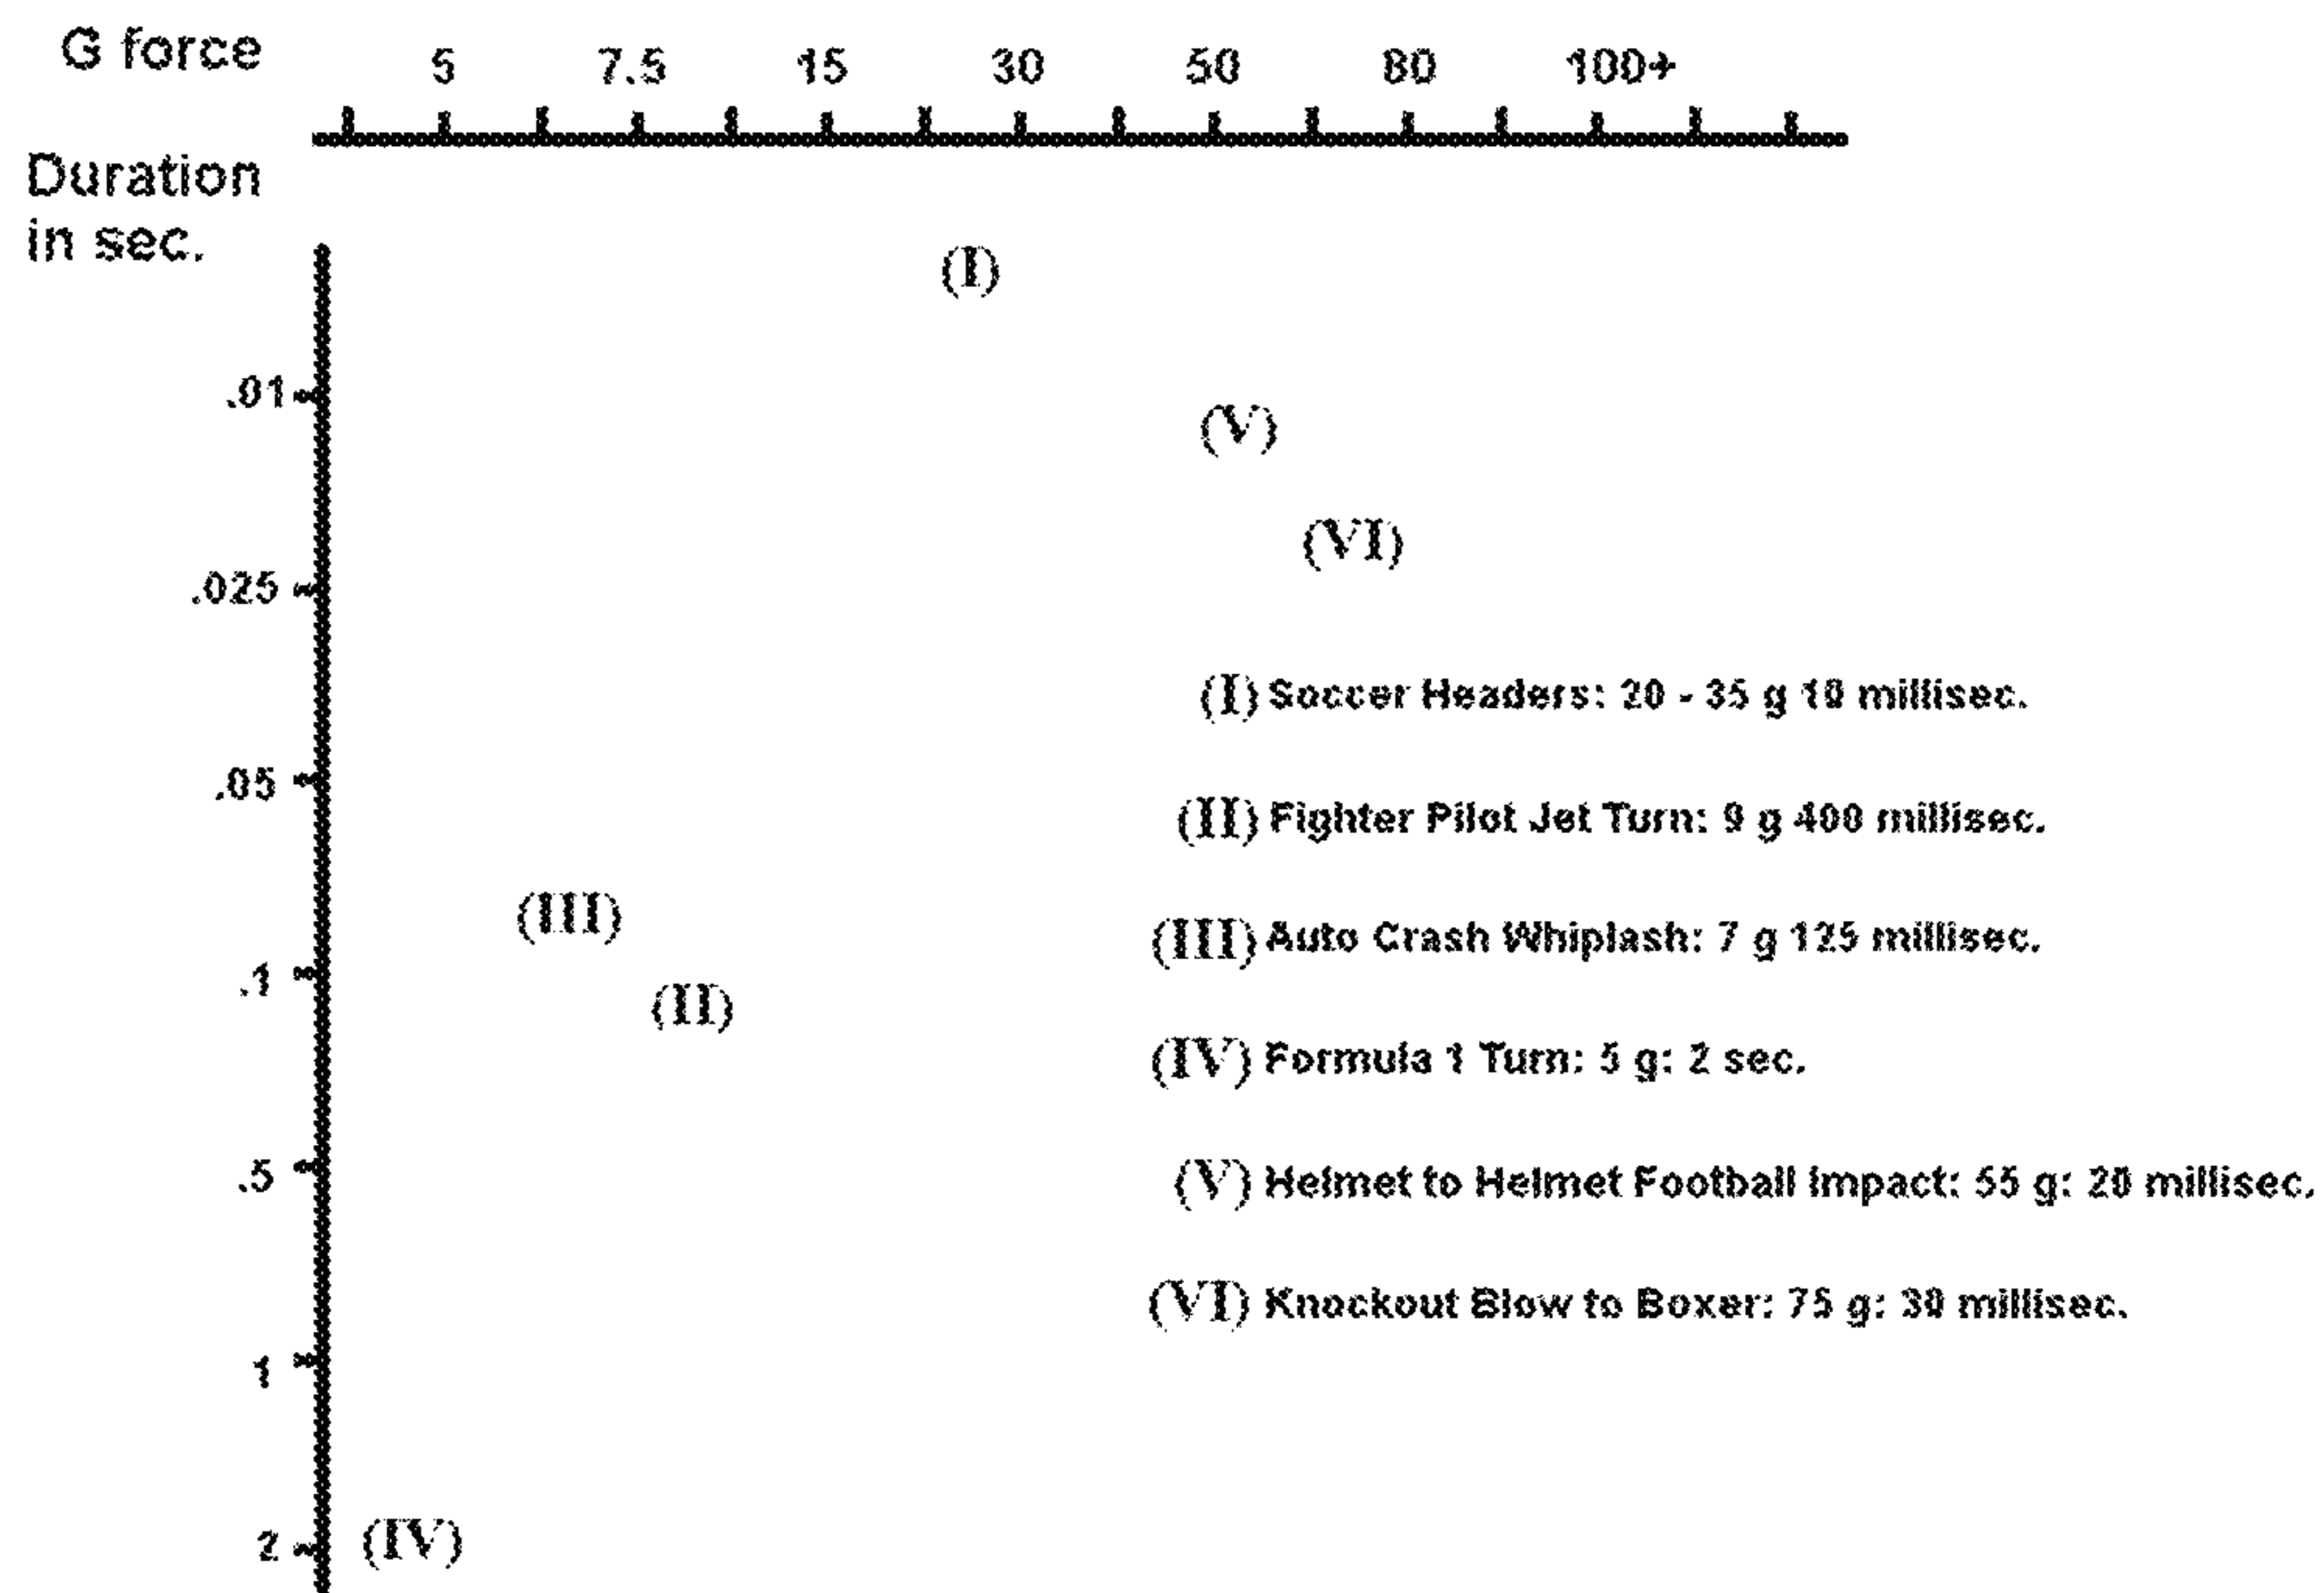 G force 5 7.5 15 30 50 80 100+
Duration
in sec.
(I)
.01
(V)
(VI)
.025
(I) Soccer Headers: 20 - 35 g 10 millisec.
.05
(II) Fighter Pilot Jet Turn: 9 g 400 millisec.
(III)
(III) Auto Crash Whiplash: 7 g 125 millisec.
.1
(II)
(IV) Formula 1 Turn: 5 g: 2 sec.
.5
(V) Helmet to Helmet Football Impact: 55 g: 20 millisec.
(VI) Knockout Blow to Boxer: 75 g: 30 millisec.
1
2
(IV)